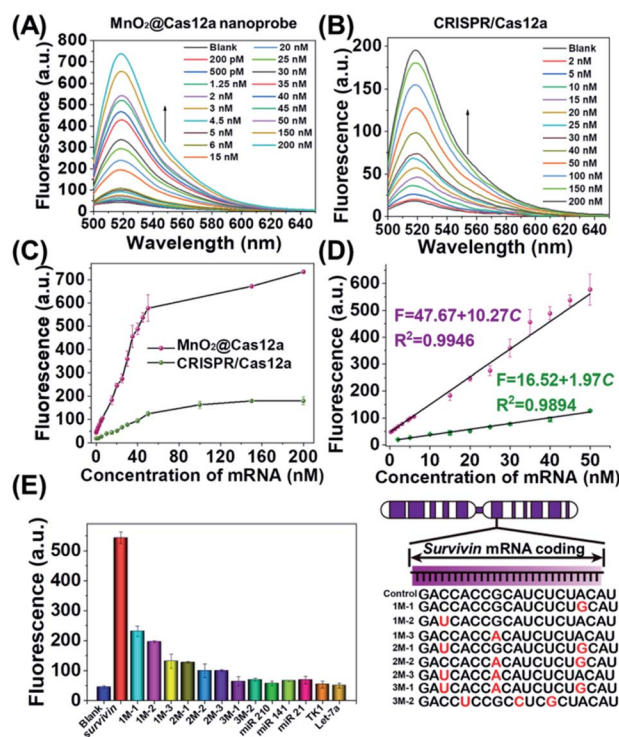 (A) MnO2@Cas12a nanoprobe
Fluorescence (a.u.)
800
700
600
500
400
300
200
100
0
Blank
200 pM
500 pM
1.25 nM
2 nM
3 nM
4.5 nM
5 nM
6 nM
15 nM
20 nM
25 nM
30 nM
35 nM
40 nM
45 nM
50 nM
150 nM
200 nM
500 520 540 560 580 600 620 640
Wavelength (nm)
(B) CRISPR/Cas12a
Fluorescence (a.u.)
200
150
100
50
0
Blank
2 nM
5 nM
10 nM
15 nM
20 nM
25 nM
30 nM
40 nM
50 nM
100 nM
150 nM
200 nM
500 520 540 560 580 600 620 640
Wavelength (nm)
(C)
Fluorescence (a.u.)
700
600
500
400
300
200
100
0
MnO2@Cas12a
CRISPR/Cas12a
0 40 80 120 160 200
Concentration of mRNA (nM)
(D)
Fluorescence (a.u.)
600
500
400
300
200
100
0
F=47.67+10.27C
R2=0.9946
F=16.52+1.97C
R2=0.9894
0 10 20 30 40 50
Concentration of mRNA (nM)
(E)
Fluorescence (a.u.)
500
400
300
200
100
0
Blank
survivin
1M-1
1M-2
1M-3
2M-1
2M-2
2M-3
3M-1
3M-2
miR 210
miR 141
miR 21
TK1
Let-7a
Survivin mRNA coding
Control GACCACCGCAUCUCUACAU
1M-1 GACCACCGCAUCUCUGCAU
1M-2 GAUCACCGCAUCUCUACAU
1M-3 GACCACCACAUCUCUACAU
2M-1 GAUCACCGCAUCUCUGCAU
2M-2 GACCACCACAUCUCUGCAU
2M-3 GAUCACCACAUCUCUACAU
3M-1 GAUCACCACAUCUCUGCAU
3M-2 GACCUCCGCCUCGCUACAU